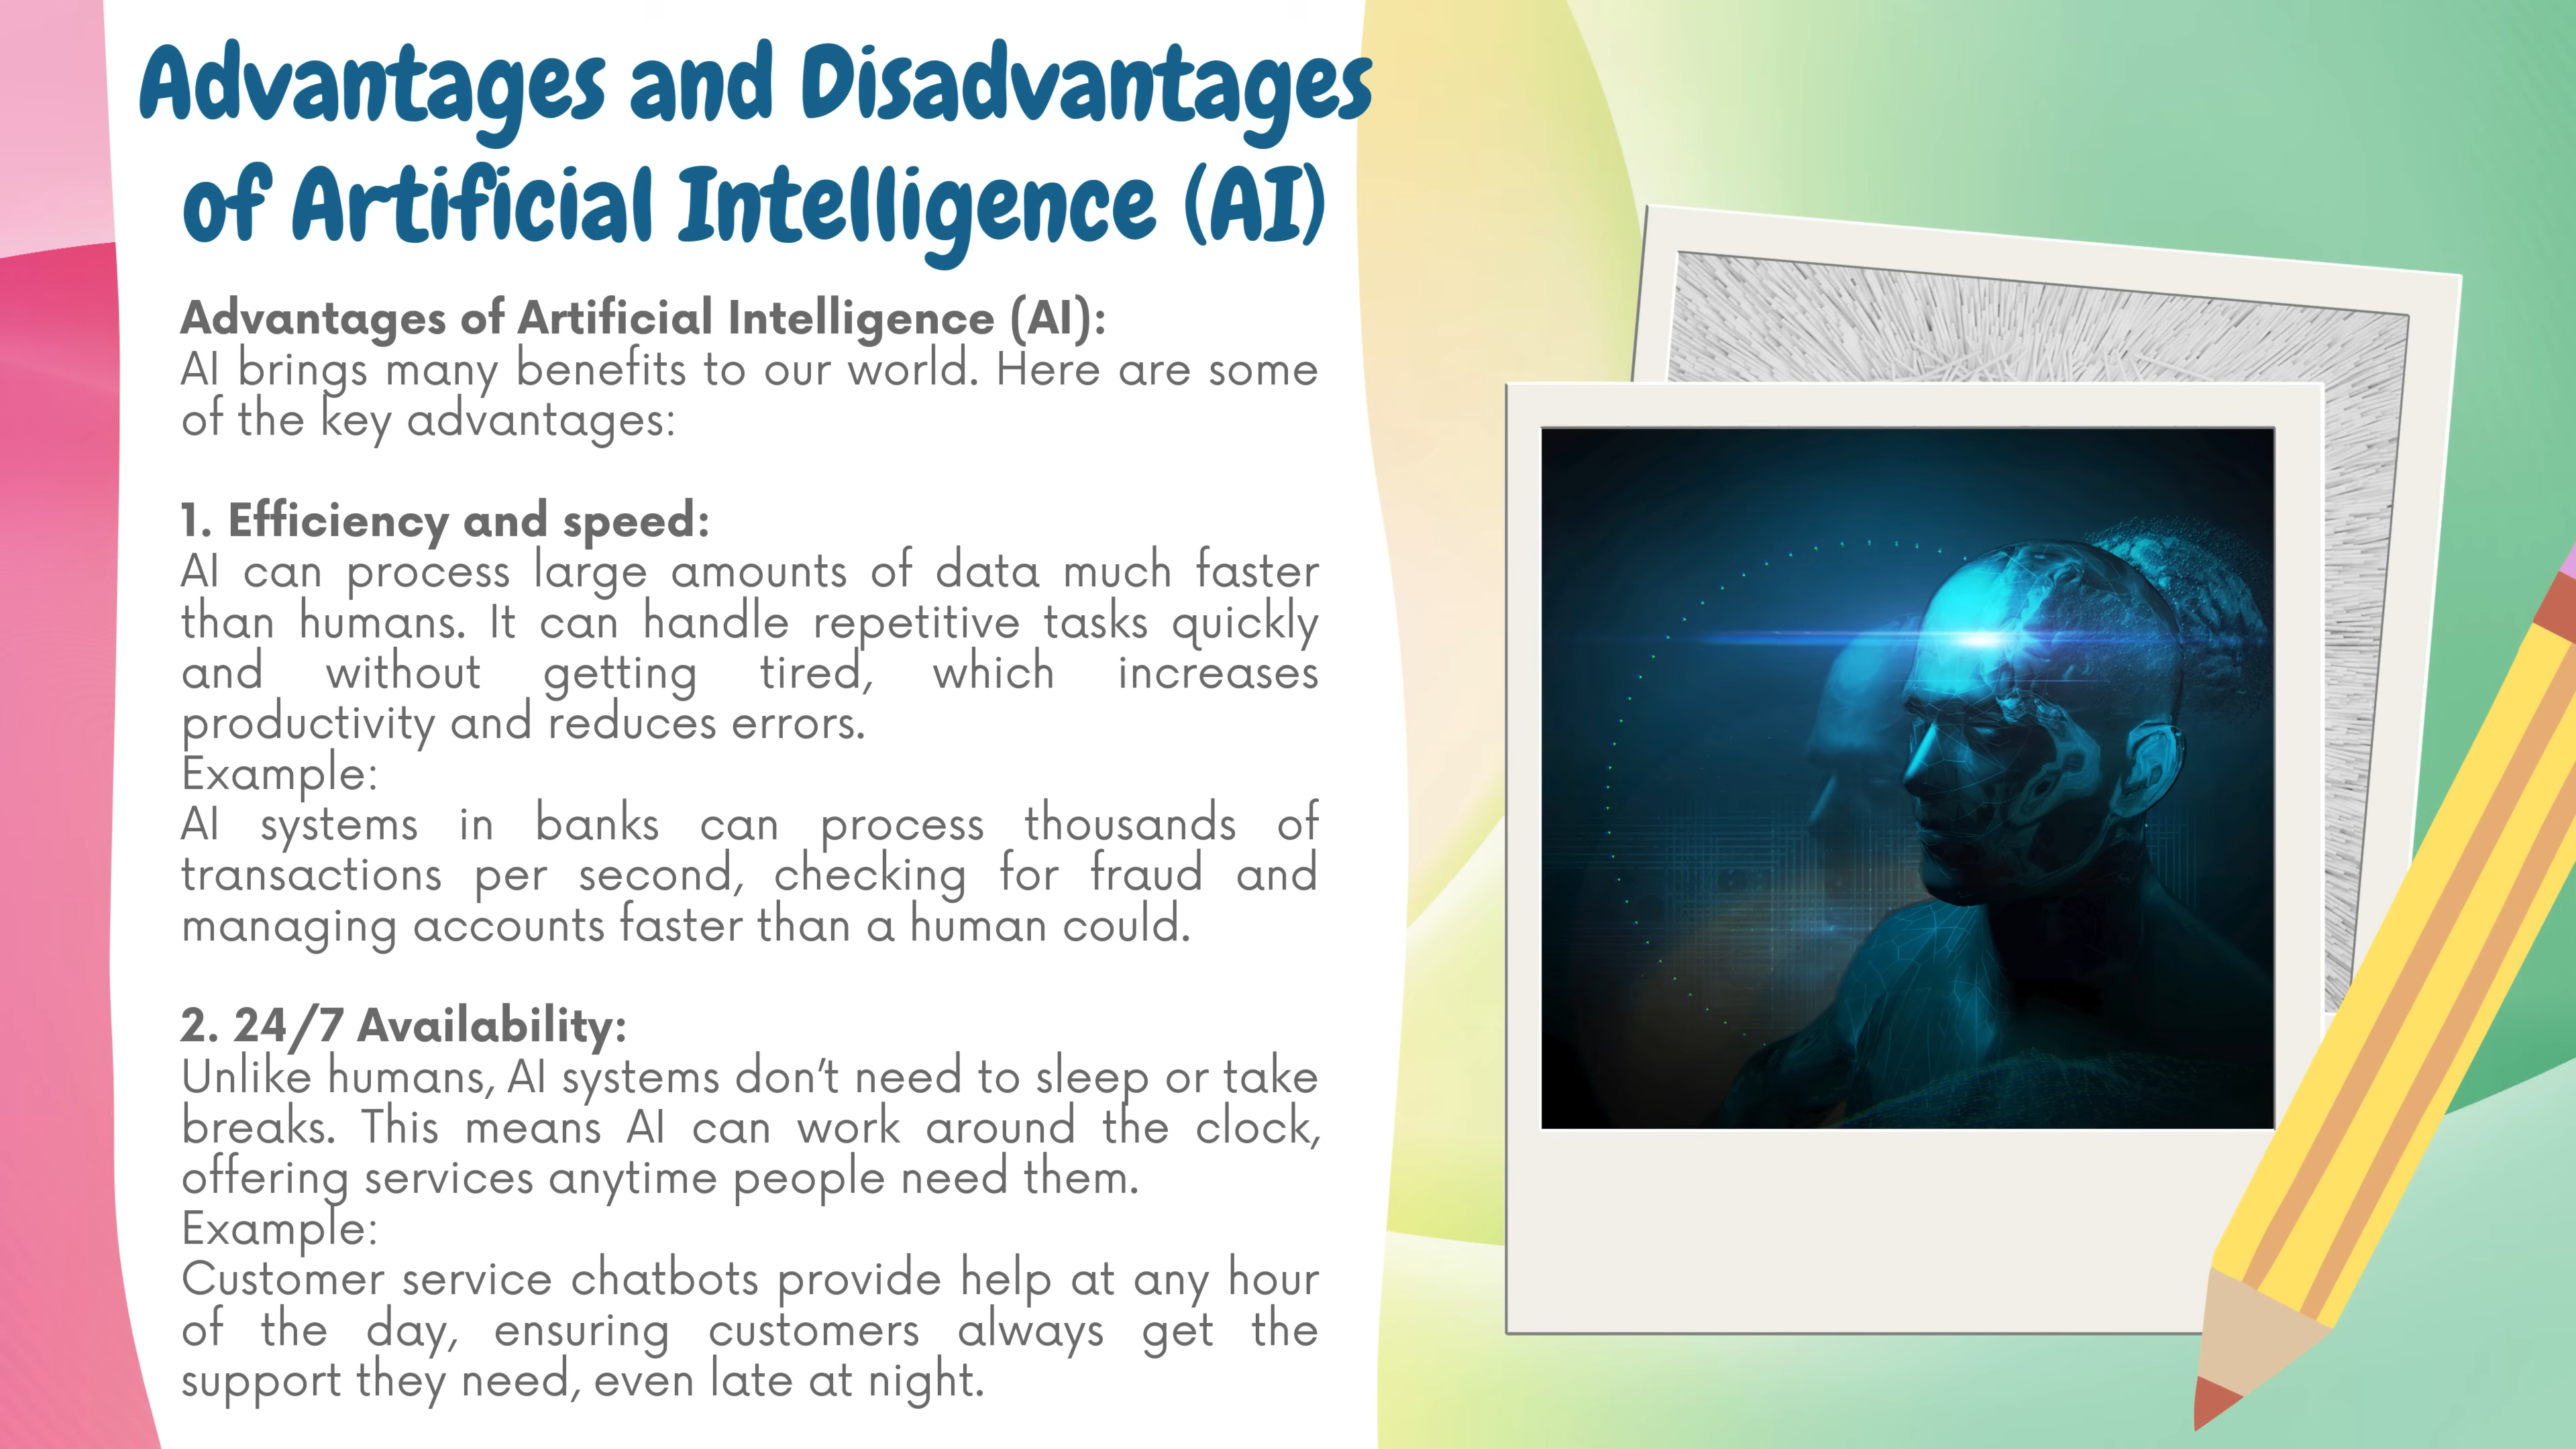 Advantages and Disadvantages
of Artificial Intelligence (AI)
Advantages of Artificial Intelligence (AI):
AI brings many benefits to our world. Here are some
of the key advantages:
1. Efficiency and speed:
AI can process large amounts of data much faster
than humans. It can handle repetitive tasks quickly
and without getting tired, which increases
productivity and reduces errors.
Example:
AI systems in banks can process thousands of
transactions per second, checking for fraud and
managing accounts faster than a human could.
2. 24/7 Availability:
Unlike humans, AI systems don’t need to sleep or take
breaks. This means AI can work around the clock,
offering services anytime people need them.
Example:
Customer service chatbots provide help at any hour
of the day, ensuring customers always get the
support they need, even late at night.